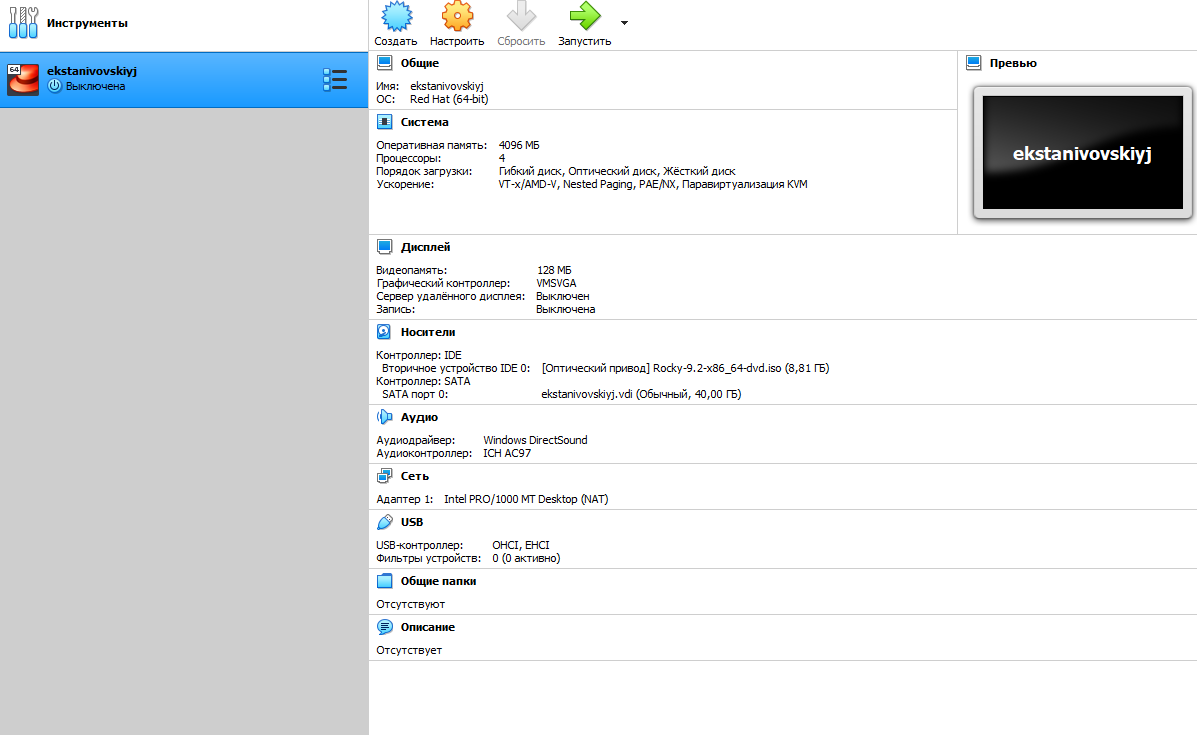 Инструменты
64
ekstanivovskiyj
Выключена
Создать Настроить Сбросить Запустить
Общие
Имя: ekstanivovskiyj
ОС: Red Hat (64-bit)
Система
Оперативная память: 4096 МБ
Процессоры: 4
Порядок загрузки: Гибкий диск, Оптический диск, Жёсткий диск
Ускорение: VT-x/AMD-V, Nested Paging, PAE/NX, Паравиртуализация KVM
Превью
ekstanivovskiyj
Дисплей
Видеопамять: 128 МБ
Графический контроллер: VMSVGA
Сервер удалённого дисплея: Выключен
Запись: Выключена
Носители
Контроллер: IDE
Вторичное устройство IDE 0: [Оптический привод] Rocky-9.2-x86_64-dvd.iso (8,81 ГБ)
Контроллер: SATA
SATA порт 0: ekstanivovskiyj.vdi (Обычный, 40,00 ГБ)
Аудио
Аудиодрайвер: Windows DirectSound
Аудиоконтроллер: ICH AC97
Сеть
Адаптер 1: Intel PRO/1000 MT Desktop (NAT)
USB
USB-контроллер: OHCI, EHCI
Фильтры устройств: 0 (0 активно)
Общие папки
Отсутствуют
Описание
Отсутствует